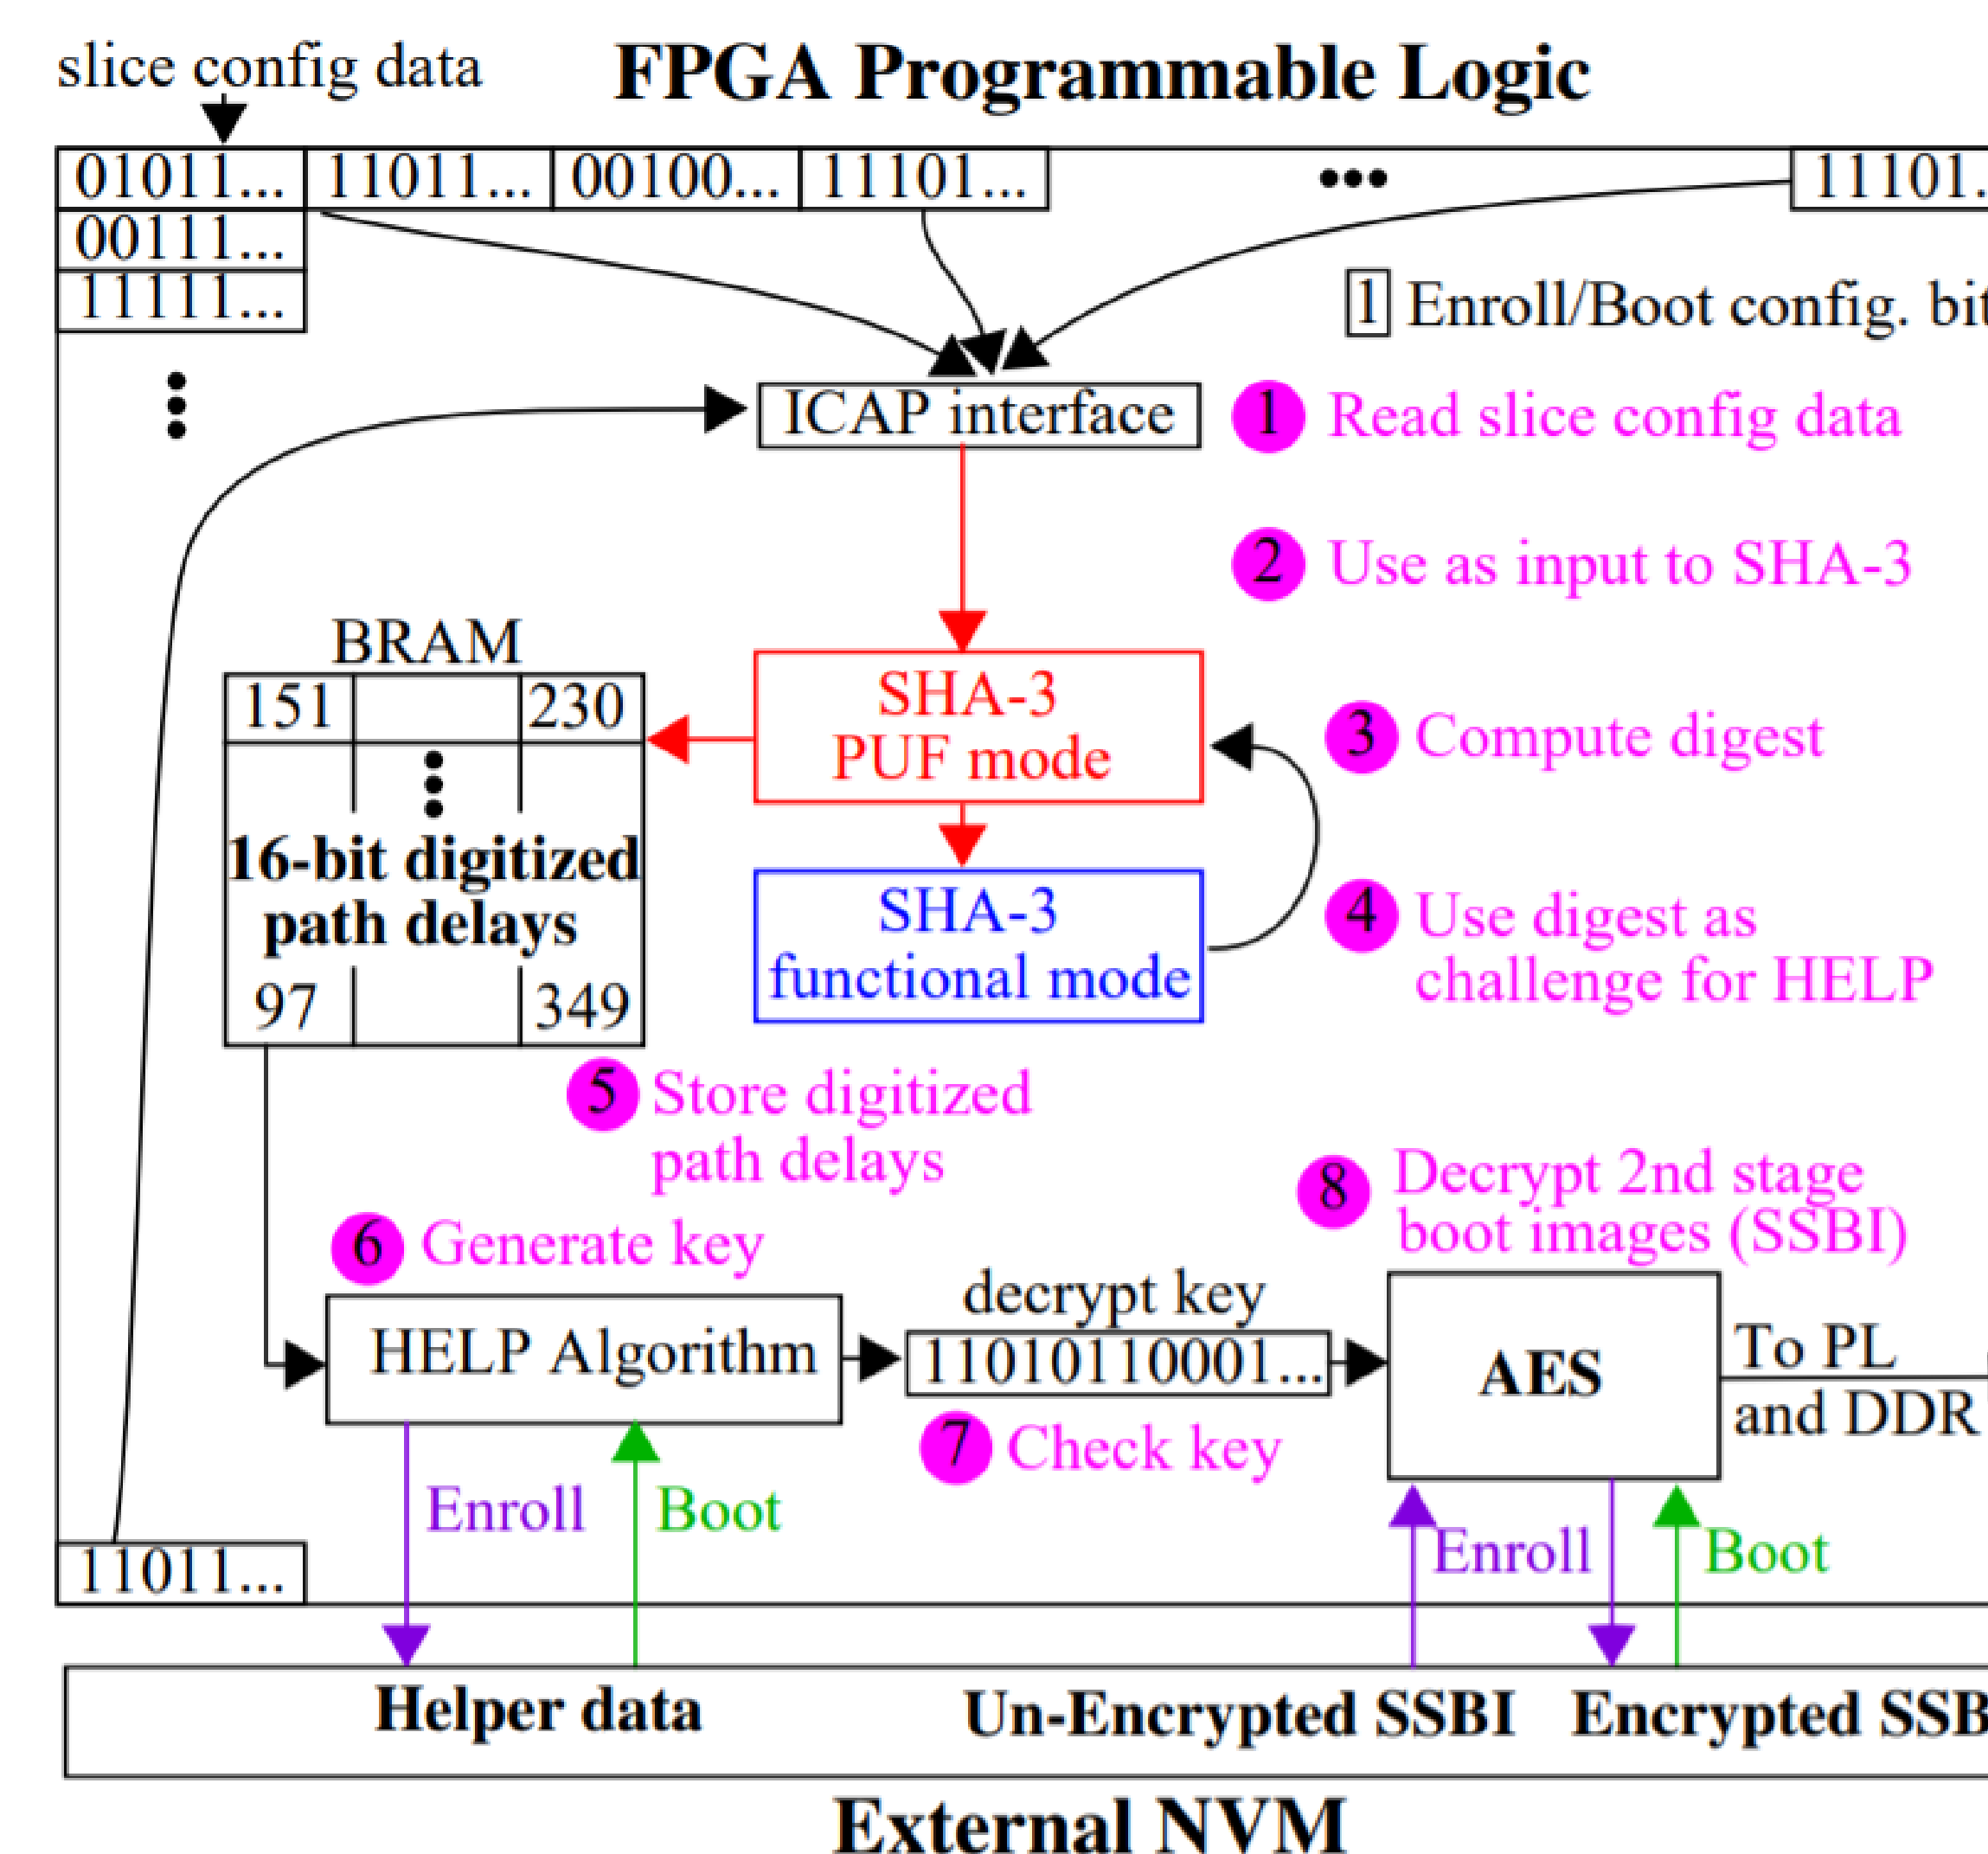 slice config data
FPGA Programmable Logic
01011... 11011... 00100... 11101... 11101.
00111...
11111...
1 Enroll/Boot config. bit
ICAP interface
1 Read slice config data
2 Use as input to SHA-3
BRAM
151 230
SHA-3
PUF mode
3 Compute digest
16-bit digitized
path delays
97 349
SHA-3
functional mode
4 Use digest as
challenge for HELP
5 Store digitized
path delays
8 Decrypt 2nd stage
boot images (SSBI)
6 Generate key
decrypt key
HELP Algorithm
11010110001...
AES
To PL
and DDR
7 Check key
Enroll Boot
Enroll Boot
11011...
Helper data
Un-Encrypted SSBI
Encrypted SSB
External NVM